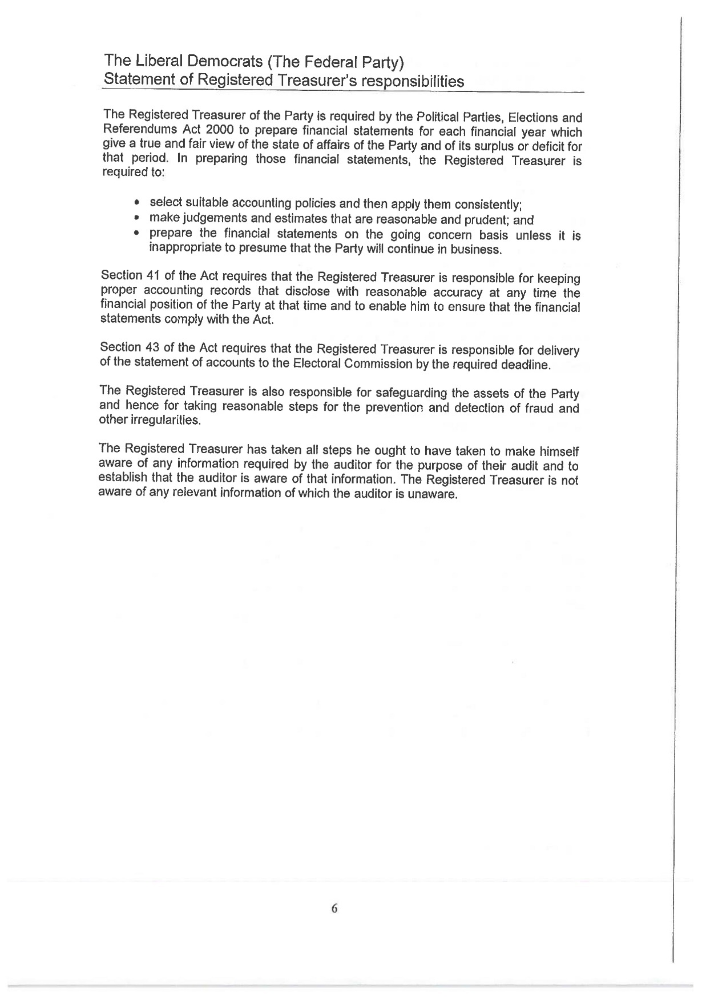 The Liberal Democrats (The Federal Party)
Statement of Registered Treasurer's responsibilities
The Registered Treasurer of the Party is required by the Political Parties, Elections and
Referendums Act 2000 to prepare financial statements for each financial year which
give a true and fair view of the state of affairs of the Party and of its surplus or deficit for
that period. In preparing those financial statements, the Registered Treasurer is
required to:
• select suitable accounting policies and then apply them consistently;
• make judgements and estimates that are reasonable and prudent; and
• prepare the financial statements on the going concern basis unless it is
inappropriate to presume that the Party will continue in business.
Section 41 of the Act requires that the Registered Treasurer is responsible for keeping
proper accounting records that disclose with reasonable accuracy at any time the
financial position of the Party at that time and to enable him to ensure that the financial
statements comply with the Act.
Section 43 of the Act requires that the Registered Treasurer is responsible for delivery
of the statement of accounts to the Electoral Commission by the required deadline.
The Registered Treasurer is also responsible for safeguarding the assets of the Party
and hence for taking reasonable steps for the prevention and detection of fraud and
other irregularities.
The Registered Treasurer has taken all steps he ought to have taken to make himself
aware of any information required by the auditor for the purpose of their audit and to
establish that the auditor is aware of that information. The Registered Treasurer is not
aware of any relevant information of which the auditor is unaware.
6